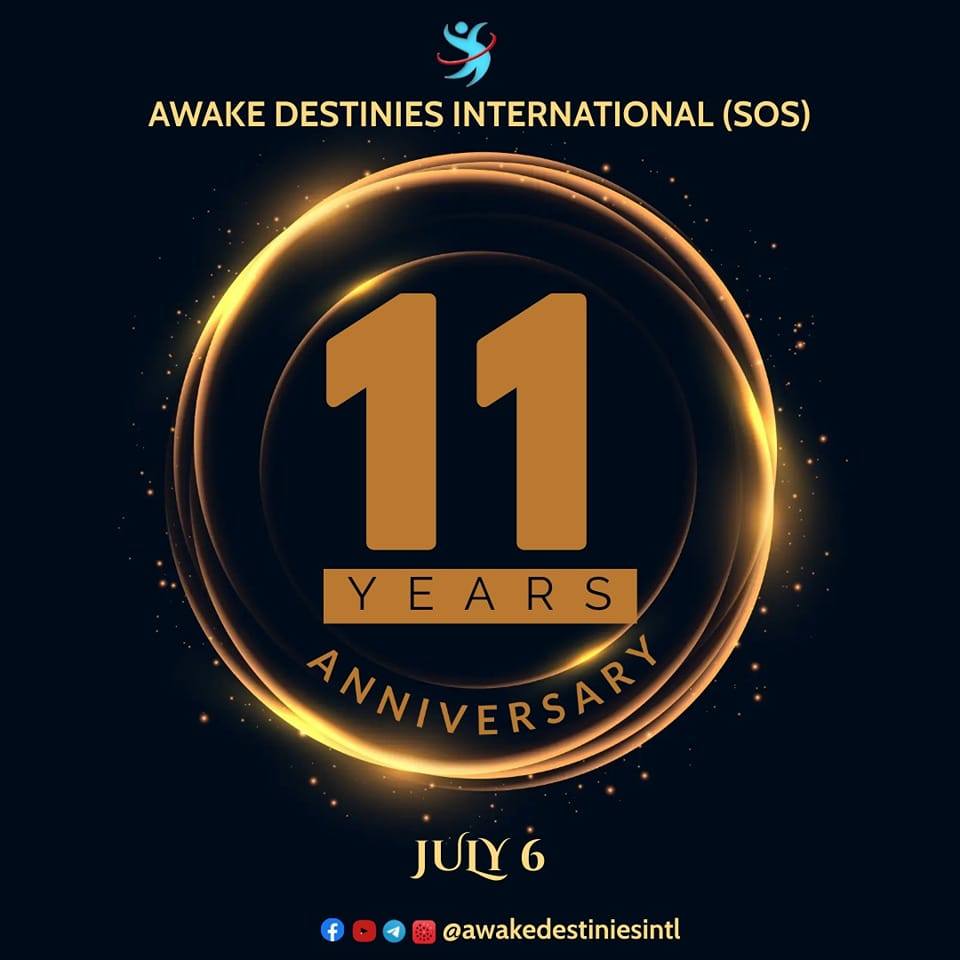 AWAKE DESTINIES INTERNATIONAL (SOS)
11
YEARS
ANNIVERSARY
JULY 6
@awakedestiniesintl